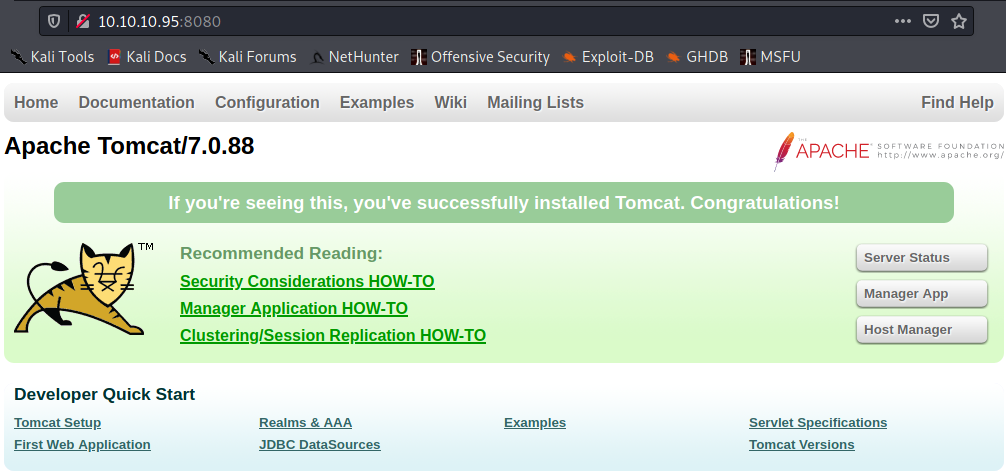 10.10.10.95:8080
Kali Tools Kali Docs Kali Forums NetHunter Offensive Security Exploit-DB GHDB MSFU
Home Documentation Configuration Examples Wiki Mailing Lists Find Help
Apache Tomcat/7.0.88
THE
APACHE SOFTWARE FOUNDATION
http://www.apache.org/
If you're seeing this, you've successfully installed Tomcat. Congratulations!
TM
Recommended Reading:
Security Considerations HOW-TO
Manager Application HOW-TO
Clustering/Session Replication HOW-TO
Server Status
Manager App
Host Manager
Developer Quick Start
Tomcat Setup Realms & AAA Examples Servlet Specifications
First Web Application JDBC DataSources Tomcat Versions